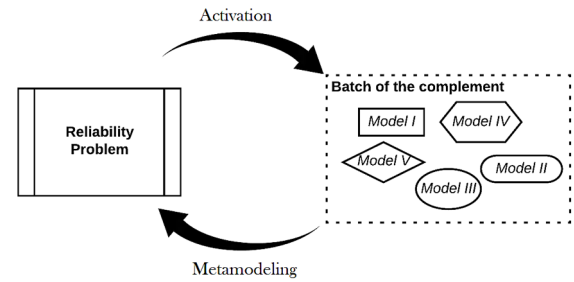 Activation
Reliability
Problem
Batch of the complement
Model I
Model IV
Model V
Model II
Model III
Metamodeling